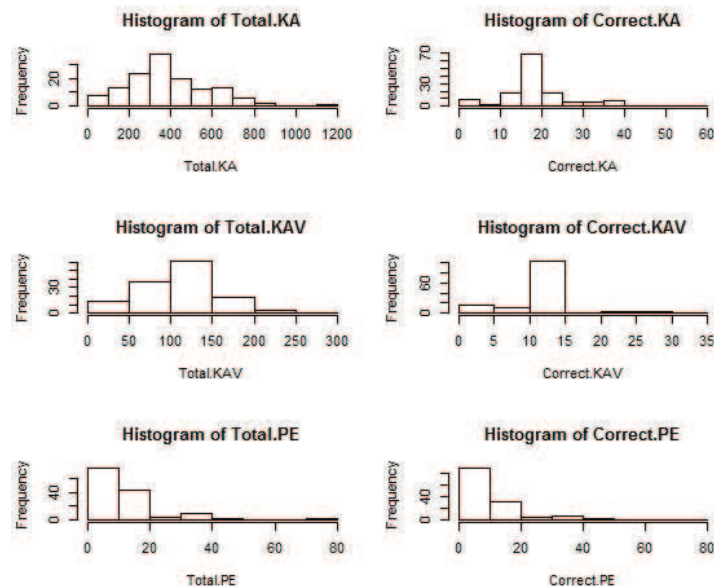 Histogram of Total.KA
Frequency
20
0
0 200 400 600 800 1000 1200
Total.KA
Histogram of Correct.KA
Frequency
70
30
0
0 10 20 30 40 50 60
Correct.KA
Histogram of Total.KAV
Frequency
30
0
0 50 100 150 200 250 300
Total.KAV
Histogram of Correct.KAV
Frequency
60
0
0 5 10 15 20 25 30 35
Correct.KAV
Histogram of Total.PE
Frequency
40
0
0 20 40 60 80
Total.PE
Histogram of Correct.PE
Frequency
40
0
0 20 40 60 80
Correct.PE